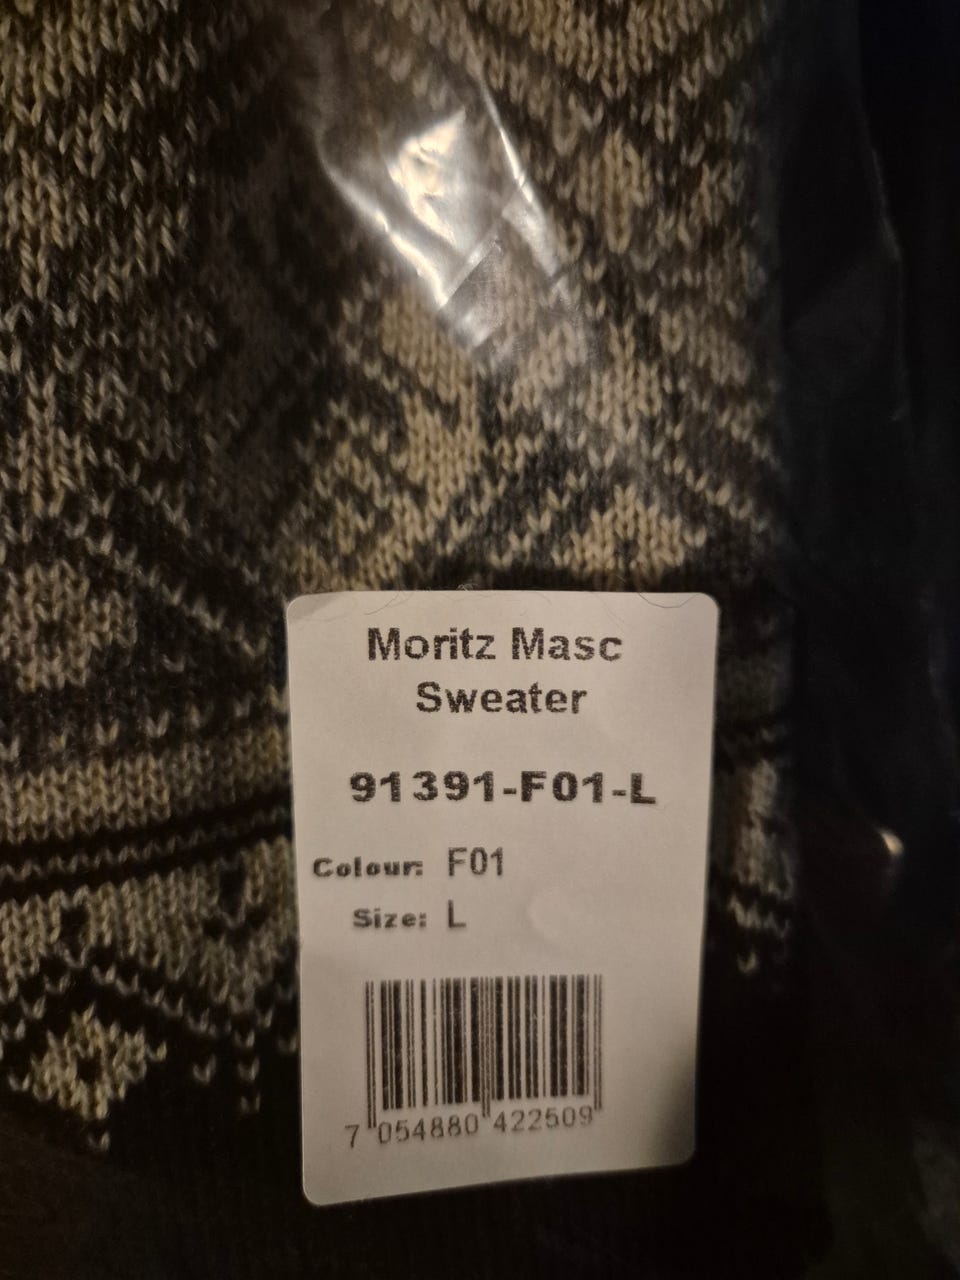 Moritz Masc
Sweater
91391-F01-L
Colour: F01
Size: L
7 054880 422509